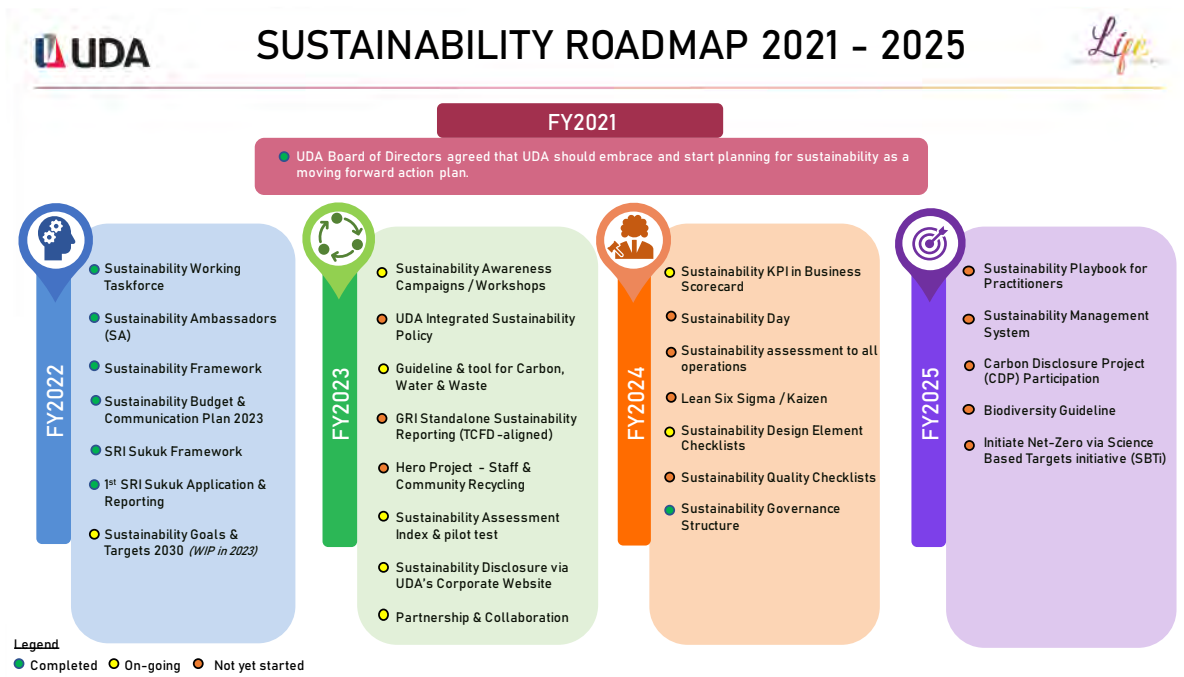 UDA
SUSTAINABILITY ROADMAP 2021 - 2025
Life
FY2021
UDA Board of Directors agreed that UDA should embrace and start planning for sustainability as a
moving forward action plan.
FY2022
Sustainability Working
Taskforce
Sustainability Ambassadors
(SA)
Sustainability Framework
Sustainability Budget &
Communication Plan 2023
SRI Sukuk Framework
1st SRI Sukuk Application &
Reporting
Sustainability Goals &
Targets 2030 (WIP in 2023)
FY2023
Sustainability Awareness
Campaigns / Workshops
UDA Integrated Sustainability
Policy
Guideline & tool for Carbon,
Water & Waste
GRI Standalone Sustainability
Reporting (TCFD-aligned)
Hero Project - Staff &
Community Recycling
Sustainability Assessment
Index & pilot test
Sustainability Disclosure via
UDA's Corporate Website
Partnership & Collaboration
FY2024
Sustainability KPI in Business
Scorecard
Sustainability Day
Sustainability assessment to all
operations
Lean Six Sigma / Kaizen
Sustainability Design Element
Checklists
Sustainability Quality Checklists
Sustainability Governance
Structure
FY2025
Sustainability Playbook for
Practitioners
Sustainability Management
System
Carbon Disclosure Project
(CDP) Participation
Biodiversity Guideline
Initiate Net-Zero via Science
Based Targets initiative (SBTi)
Legend
Completed
On-going
Not yet started